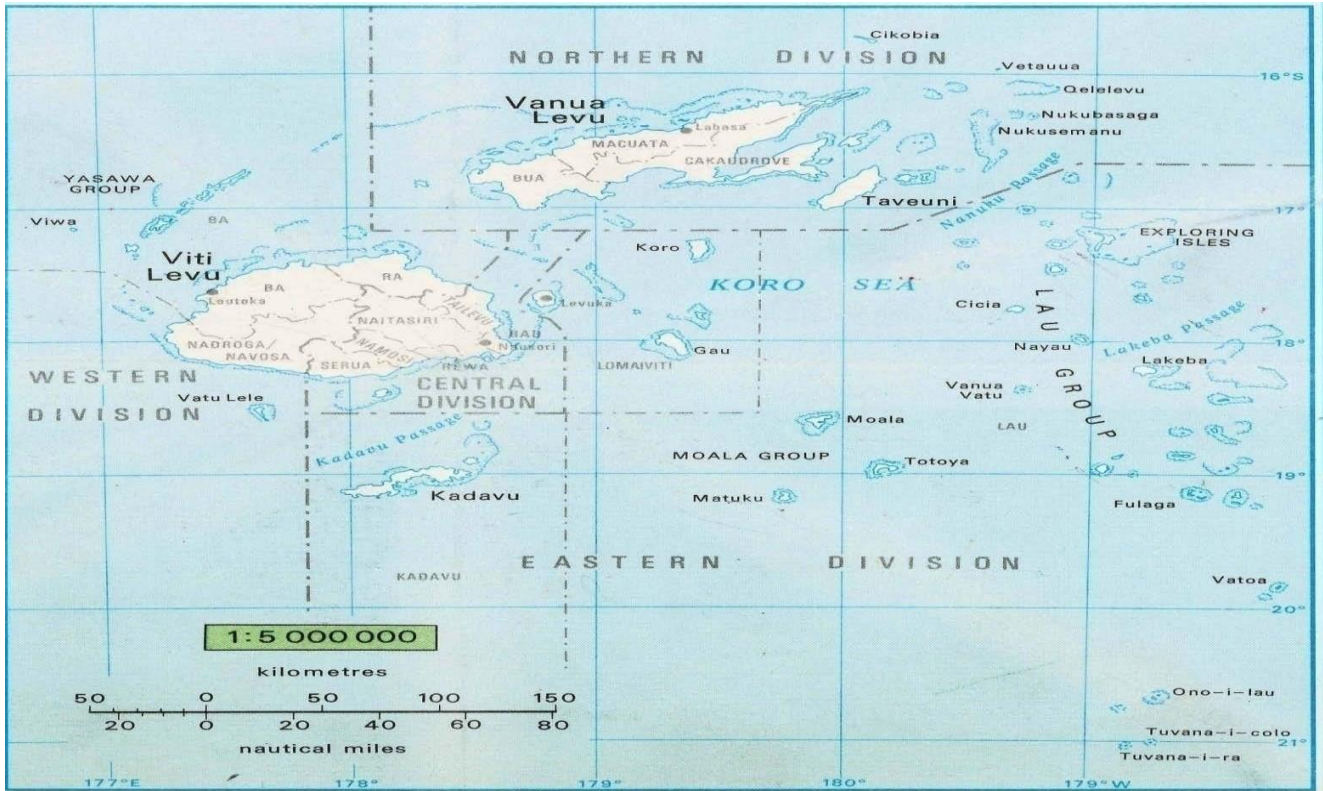 Cikobia
NORTHERN DIVISION
Vetauua
16°S
Qelelevu
Vanua
Levu
Nukubasaga
Labasa
Nukusemanu
MACUATA
CAKAUDROVE
BUA
YASAWA
GROUP
Taveuni
Nanuku Passage
Viwa
BA
17°
EXPLORING
ISLES
Koro
Viti
Levu
RA
BA
KORO SEA
Lautoka
Levuka
TAILEVU
Cicia
LAU GROUP
NAITASIRI
BAU
Nausori
NADROGA/
NAVOSA
NAMOSI
Gau
Nayau
Lakeba Passage
18°
SERUA
REWA
LOMAIVITI
Lakeba
WESTERN
DIVISION
CENTRAL
DIVISION
Vatu Lele
Vanua
Vatu
Moala
LAU
Kadavu Passage
MOALA GROUP
Totoya
19°
Kadavu
Matuku
Fulaga
EASTERN DIVISION
KADAVU
Vatoa
20°
1:5 000 000
kilometres
50 0 50 100 150
20 0 20 40 60 80
nautical miles
Ono-i-lau
Tuvana-i-colo
21°
Tuvana-i-ra
177°E 178° 179° 180° 179°W